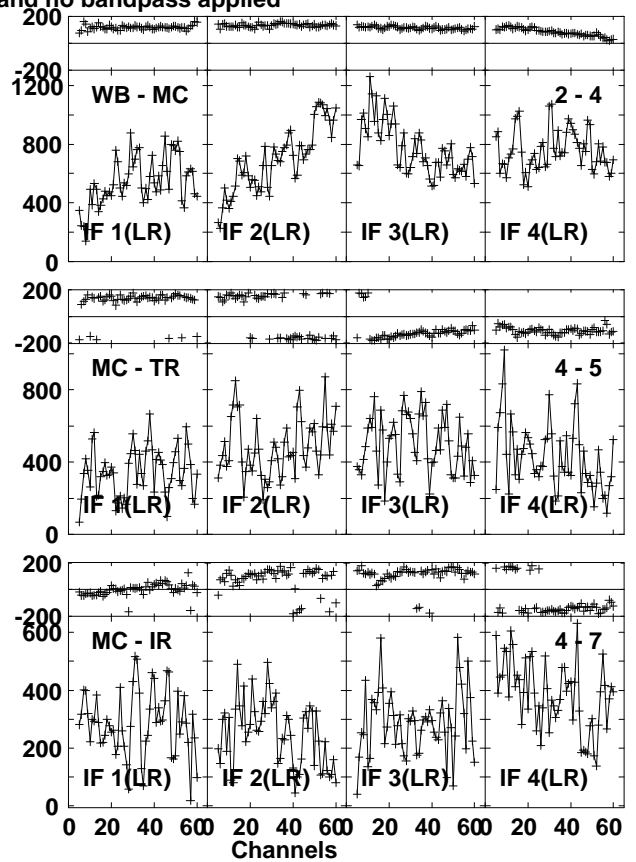 and no bandpass applied
200
-200
1200
800
400
0
WB - MC
2 - 4
IF 1(LR)
IF 2(LR)
IF 3(LR)
IF 4(LR)
200
-200
800
400
0
MC - TR
4 - 5
IF 1(LR)
IF 2(LR)
IF 3(LR)
IF 4(LR)
200
-200
600
400
200
0
MC - IR
4 - 7
IF 1(LR)
IF 2(LR)
IF 3(LR)
IF 4(LR)
0 20 40 60 0 20 40 60 0 20 40 60 0 20 40 60
Channels